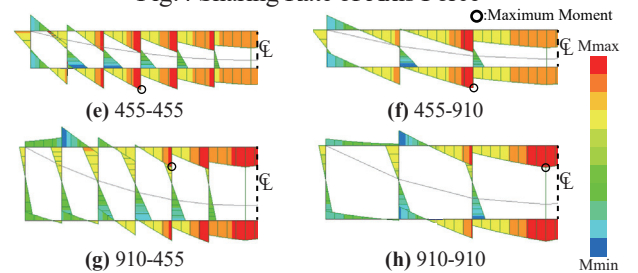 :Maximum Moment
℄
℄
Mmax
(e) 455-455
(f) 455-910
℄
℄
(g) 910-455
(h) 910-910
Mmin